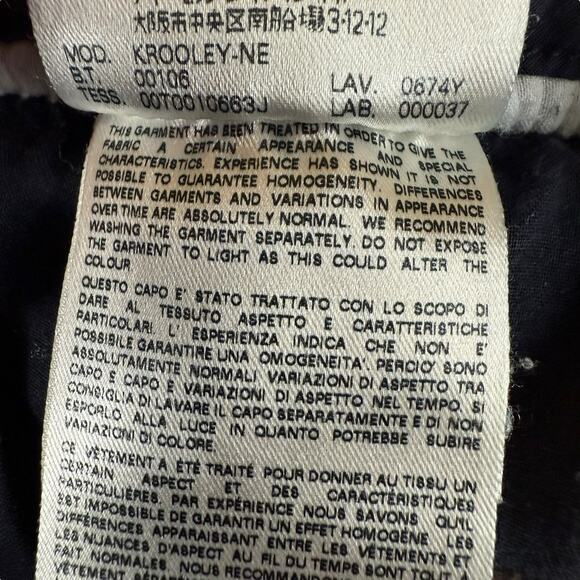 大阪市中央区南船場3-12-12
MOD. KROOLEY-NE
BT. 00106 LAV. 0674Y
TESS. 00T001C663J LAB. 000037
THIS GARMENT HAS BEEN TREATED IN ORDER TO GIVE THE
FABRIC A CERTAIN APPEARANCE AND SPECIAL
CHARACTERISTICS. EXPERIENCE HAS SHOWN IT IS NOT
POSSIBLE TO GUARANTEE HOMOGENEITY. DIFFERENCES
BETWEEN GARMENTS AND VARIATIONS IN APPEARANCE
OVER TIME ARE ABSOLUTELY NORMAL. WE RECOMMEND
WASHING THE GARMENT SEPARATELY. DO NOT EXPOSE
THE GARMENT TO LIGHT AS THIS COULD ALTER THE
COLOUR
QUESTO CAPO E' STATO TRATTATO CON LO SCOPO DI
DARE AL TESSUTO ASPETTO E CARATTERISTICHE
PARTICOLARI. L' ESPERIENZA INDICA CHE NON E'
POSSIBILE GARANTIRE UNA OMOGENEITA'. PERCIO' SONO
ASSOLUTAMENTE NORMALI VARIAZIONI DI ASPETTO TRA
CAPO E CAPO E VARIAZIONI DI ASPETTO NEL TEMPO. SI
CONSIGLIA DI LAVARE IL CAPO SEPARATAMENTE E DI NON
ESPORLO ALLA LUCE IN QUANTO POTREBBE SUBIRE
VARIAZIONI DI COLORE.
CE VÊTEMENT A ÉTÉ TRAITÉ POUR DONNER AU TISSU UN
CERTAIN ASPECT ET DES CARACTÉRISTIQUES
PARTICULIÈRES. PAR EXPÉRIENCE NOUS SAVONS QU'IL
EST IMPOSSIBLE DE GARANTIR UN EFFET HOMOGÈNE. LES
DIFFÉRENCES APPARAISSANT ENTRE LES VÊTEMENTS ET
LES NUANCES D'ASPECT AU FIL DU TEMPS SONT TOUT
FAIT NORMALES. NOUS RECOMMANDONS
VÊTEMENT SÉPARÉMENT